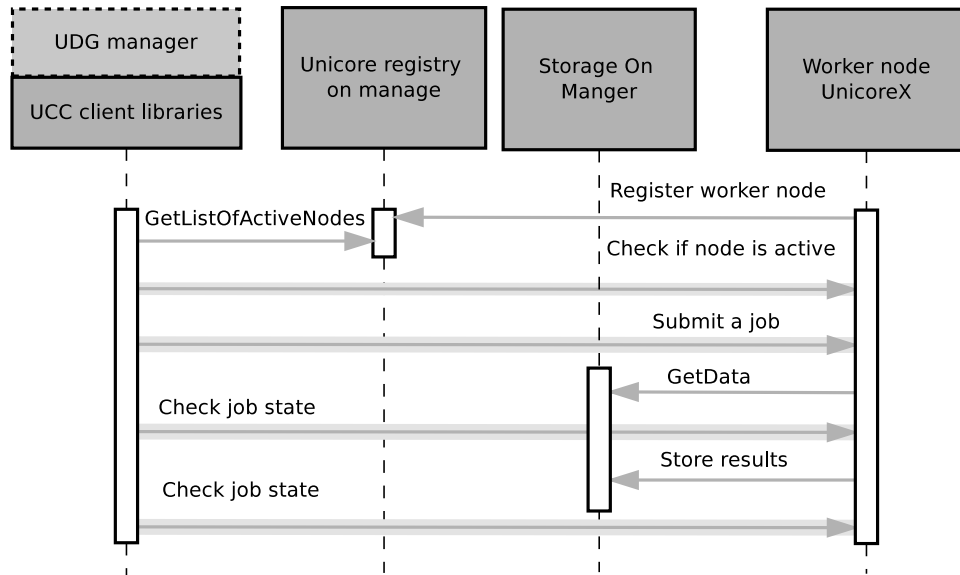 UDG manager
UCC client libraries
Unicore registry
on manage
Storage On
Manger
Worker node
UnicoreX
Register worker node
GetListOfActiveNodes
Check if node is active
Submit a job
GetData
Check job state
Store results
Check job state